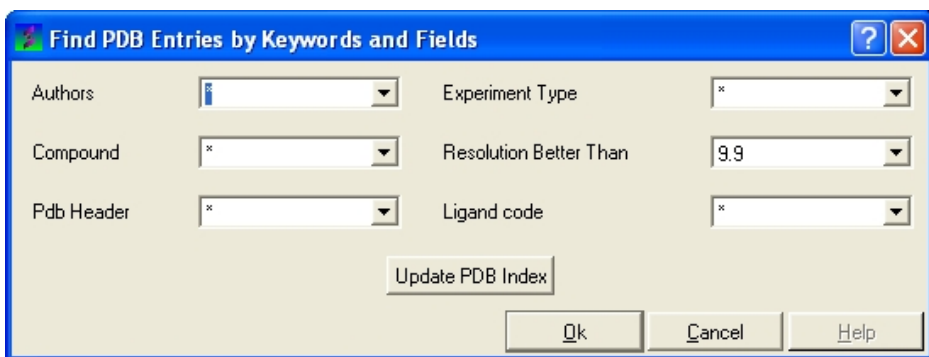 Find PDB Entries by Keywords and Fields
Authors * Experiment Type *
Compound * Resolution Better Than 9.9
Pdb Header * Ligand code *
Update PDB Index
Ok Cancel Help